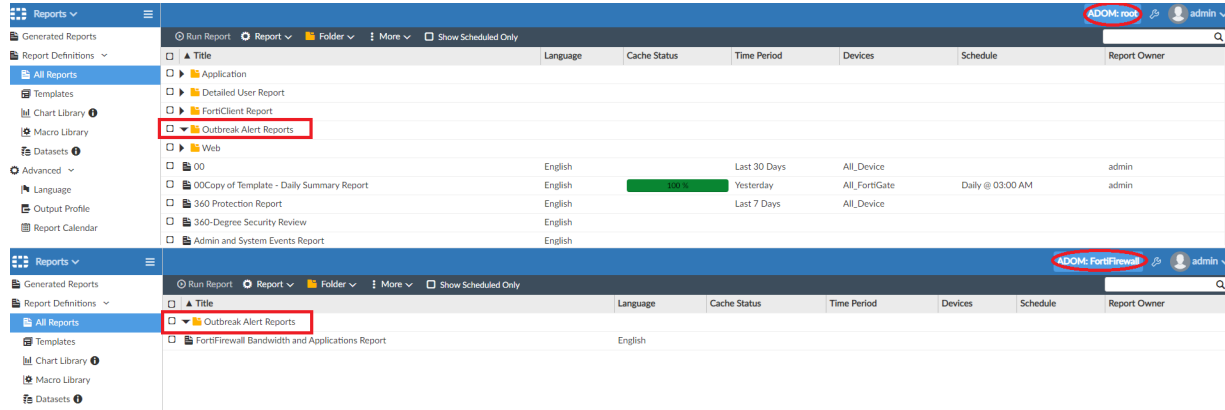 Reports
ADOM: root admin
Generated Reports
Run Report Report Folder More Show Scheduled Only
Report Definitions
Title Language Cache Status Time Period Devices Schedule Report Owner
All Reports
Application
Templates
Detailed User Report
Chart Library
FortiClient Report
Macro Library
Outbreak Alert Reports
Datasets
Web
Advanced
00 English Last 30 Days All_Device admin
Language
00Copy of Template - Daily Summary Report English 100 % Yesterday All_FortiGate Daily @ 03:00 AM admin
Output Profile
360 Protection Report English Last 7 Days All_Device
Report Calendar
360-Degree Security Review English
Admin and System Events Report English
Reports
ADOM: FortiFirewall admin
Generated Reports
Run Report Report Folder More Show Scheduled Only
Report Definitions
Title Language Cache Status Time Period Devices Schedule Report Owner
All Reports
Outbreak Alert Reports
Templates
FortiFirewall Bandwidth and Applications Report English
Chart Library
Macro Library
Datasets